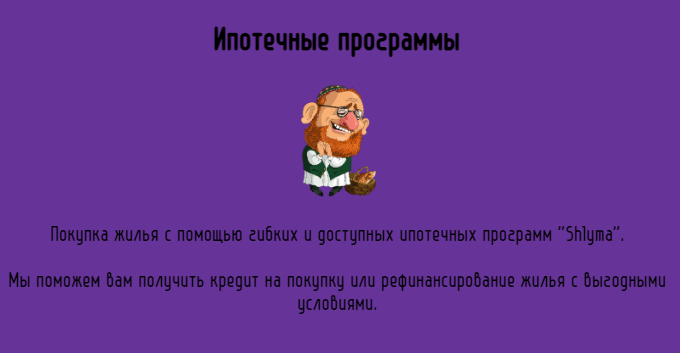 Ипотечные программы
Покупка жилья с помощью гибких и доступных ипотечных программ "Shlyma".
Мы поможем вам получить кредит на покупку или рефинансирование жилья с выгодными
условиями.